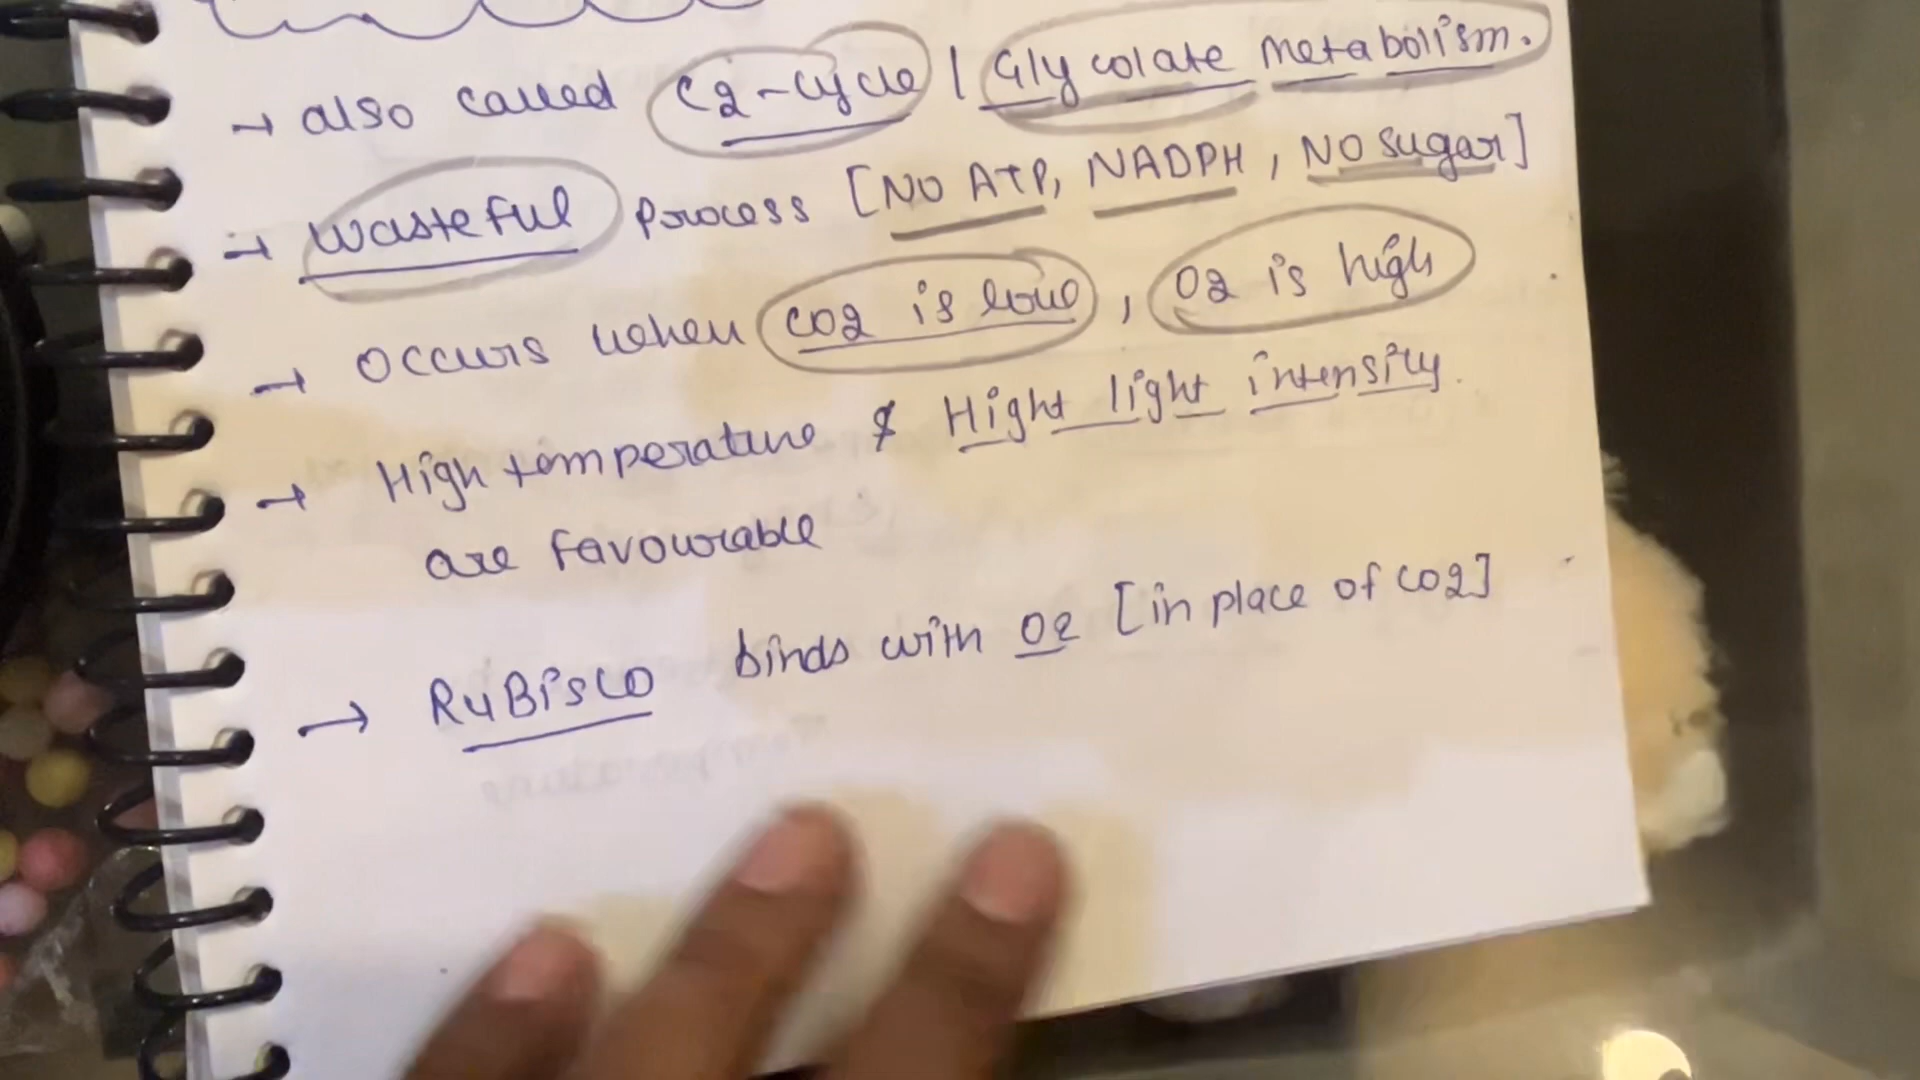 → also called C2-cycle / Glycolate metabolism.
→ wasteful process [NO ATP, NADPH, NO sugar]
→ occurs when CO2 is low, O2 is high
→ High temperature & Hight light intensity.
are favourable
→ RuBisCO binds with O2 [in place of CO2]